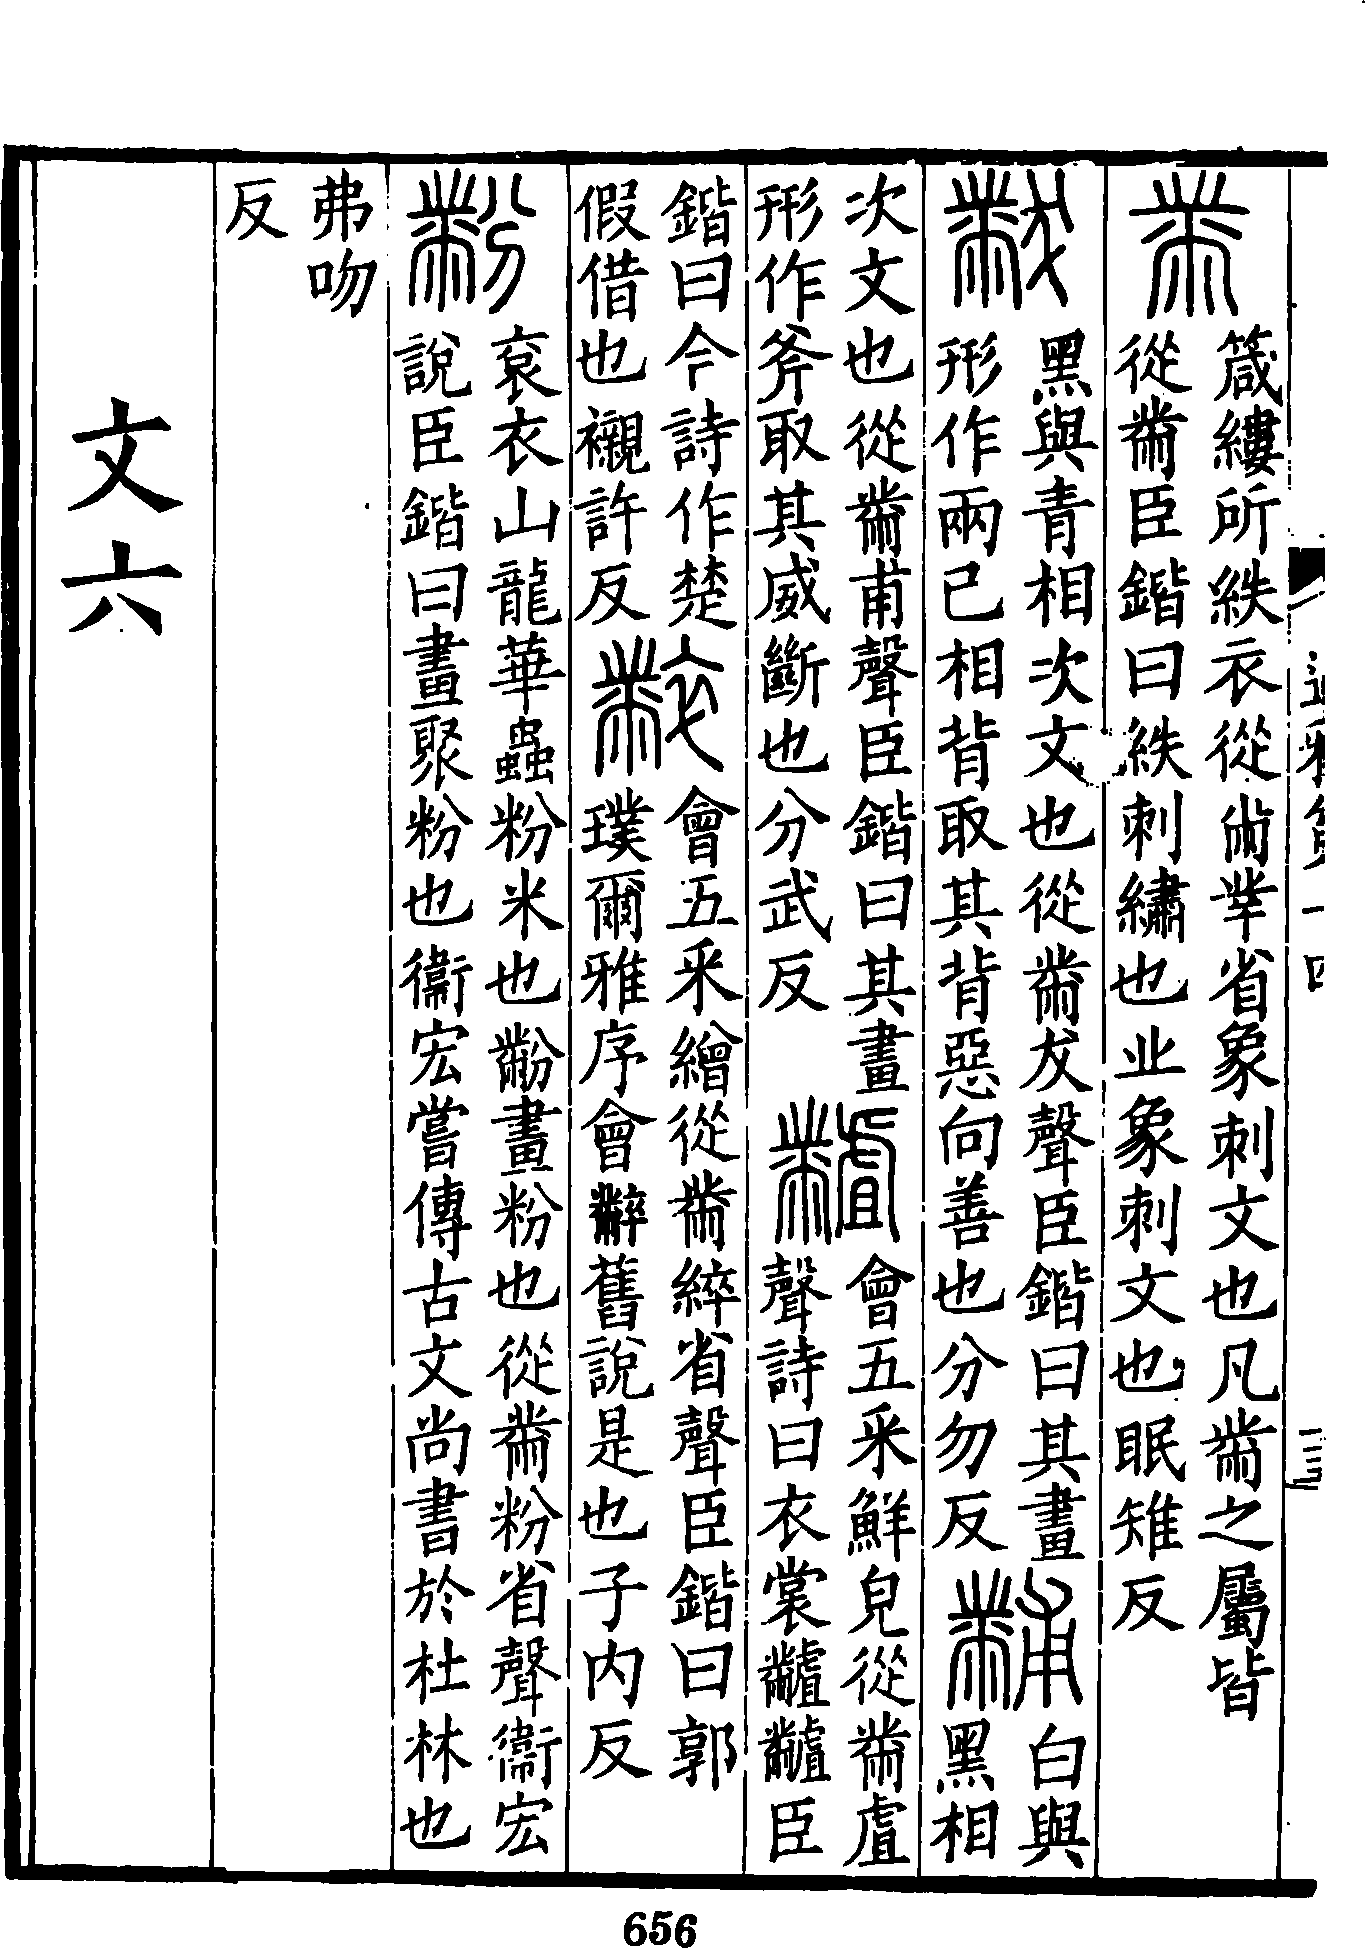 黹
箴縷所紩衣從㡀丵省象刺文也凡黹之屬皆
從黹臣鍇曰紩刺繡也业象刺文也眠雉反
黻
黑與青相次文也從黹犮聲臣鍇曰其畫
形作兩已相背取其背惡向善也分勿反
黼
白與
黑相
次文也從黹甫聲臣鍇曰其畫
形作斧取其威斷也分武反
𪓐
會五采鮮皃從黹虘
聲詩曰衣裳𪓐𪓐臣
鍇曰今詩作楚
假借也襯許反
𪓌
會五采繒從黹綷省聲臣鍇曰郭
璞爾雅序會𪓌舊說是也子内反
黺
袞衣山龍華蟲粉米也黺畫粉也從黹粉省聲衞宏
說臣鍇曰畫聚粉也衞宏嘗傳古文尚書於杜林也
弗吻
反
文六
656